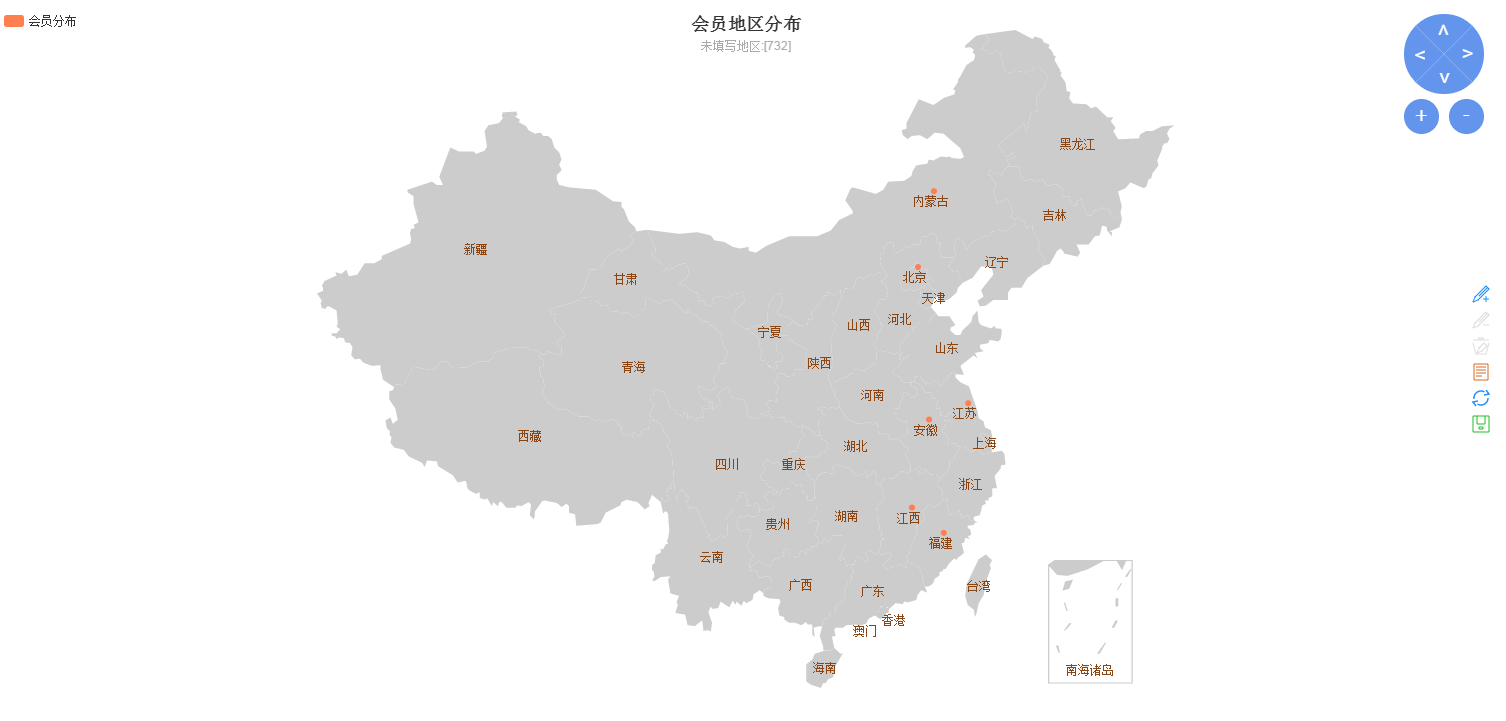 会员分布
会员地区分布
未填写地区:[732]
黑龙江
内蒙古
吉林
新疆
辽宁
甘肃
北京
天津
河北
山西
宁夏
山东
陕西
青海
河南
江苏
安徽
西藏
上海
湖北
四川
重庆
浙江
湖南
江西
贵州
福建
云南
广西
台湾
广东
香港
澳门
海南
南海诸岛